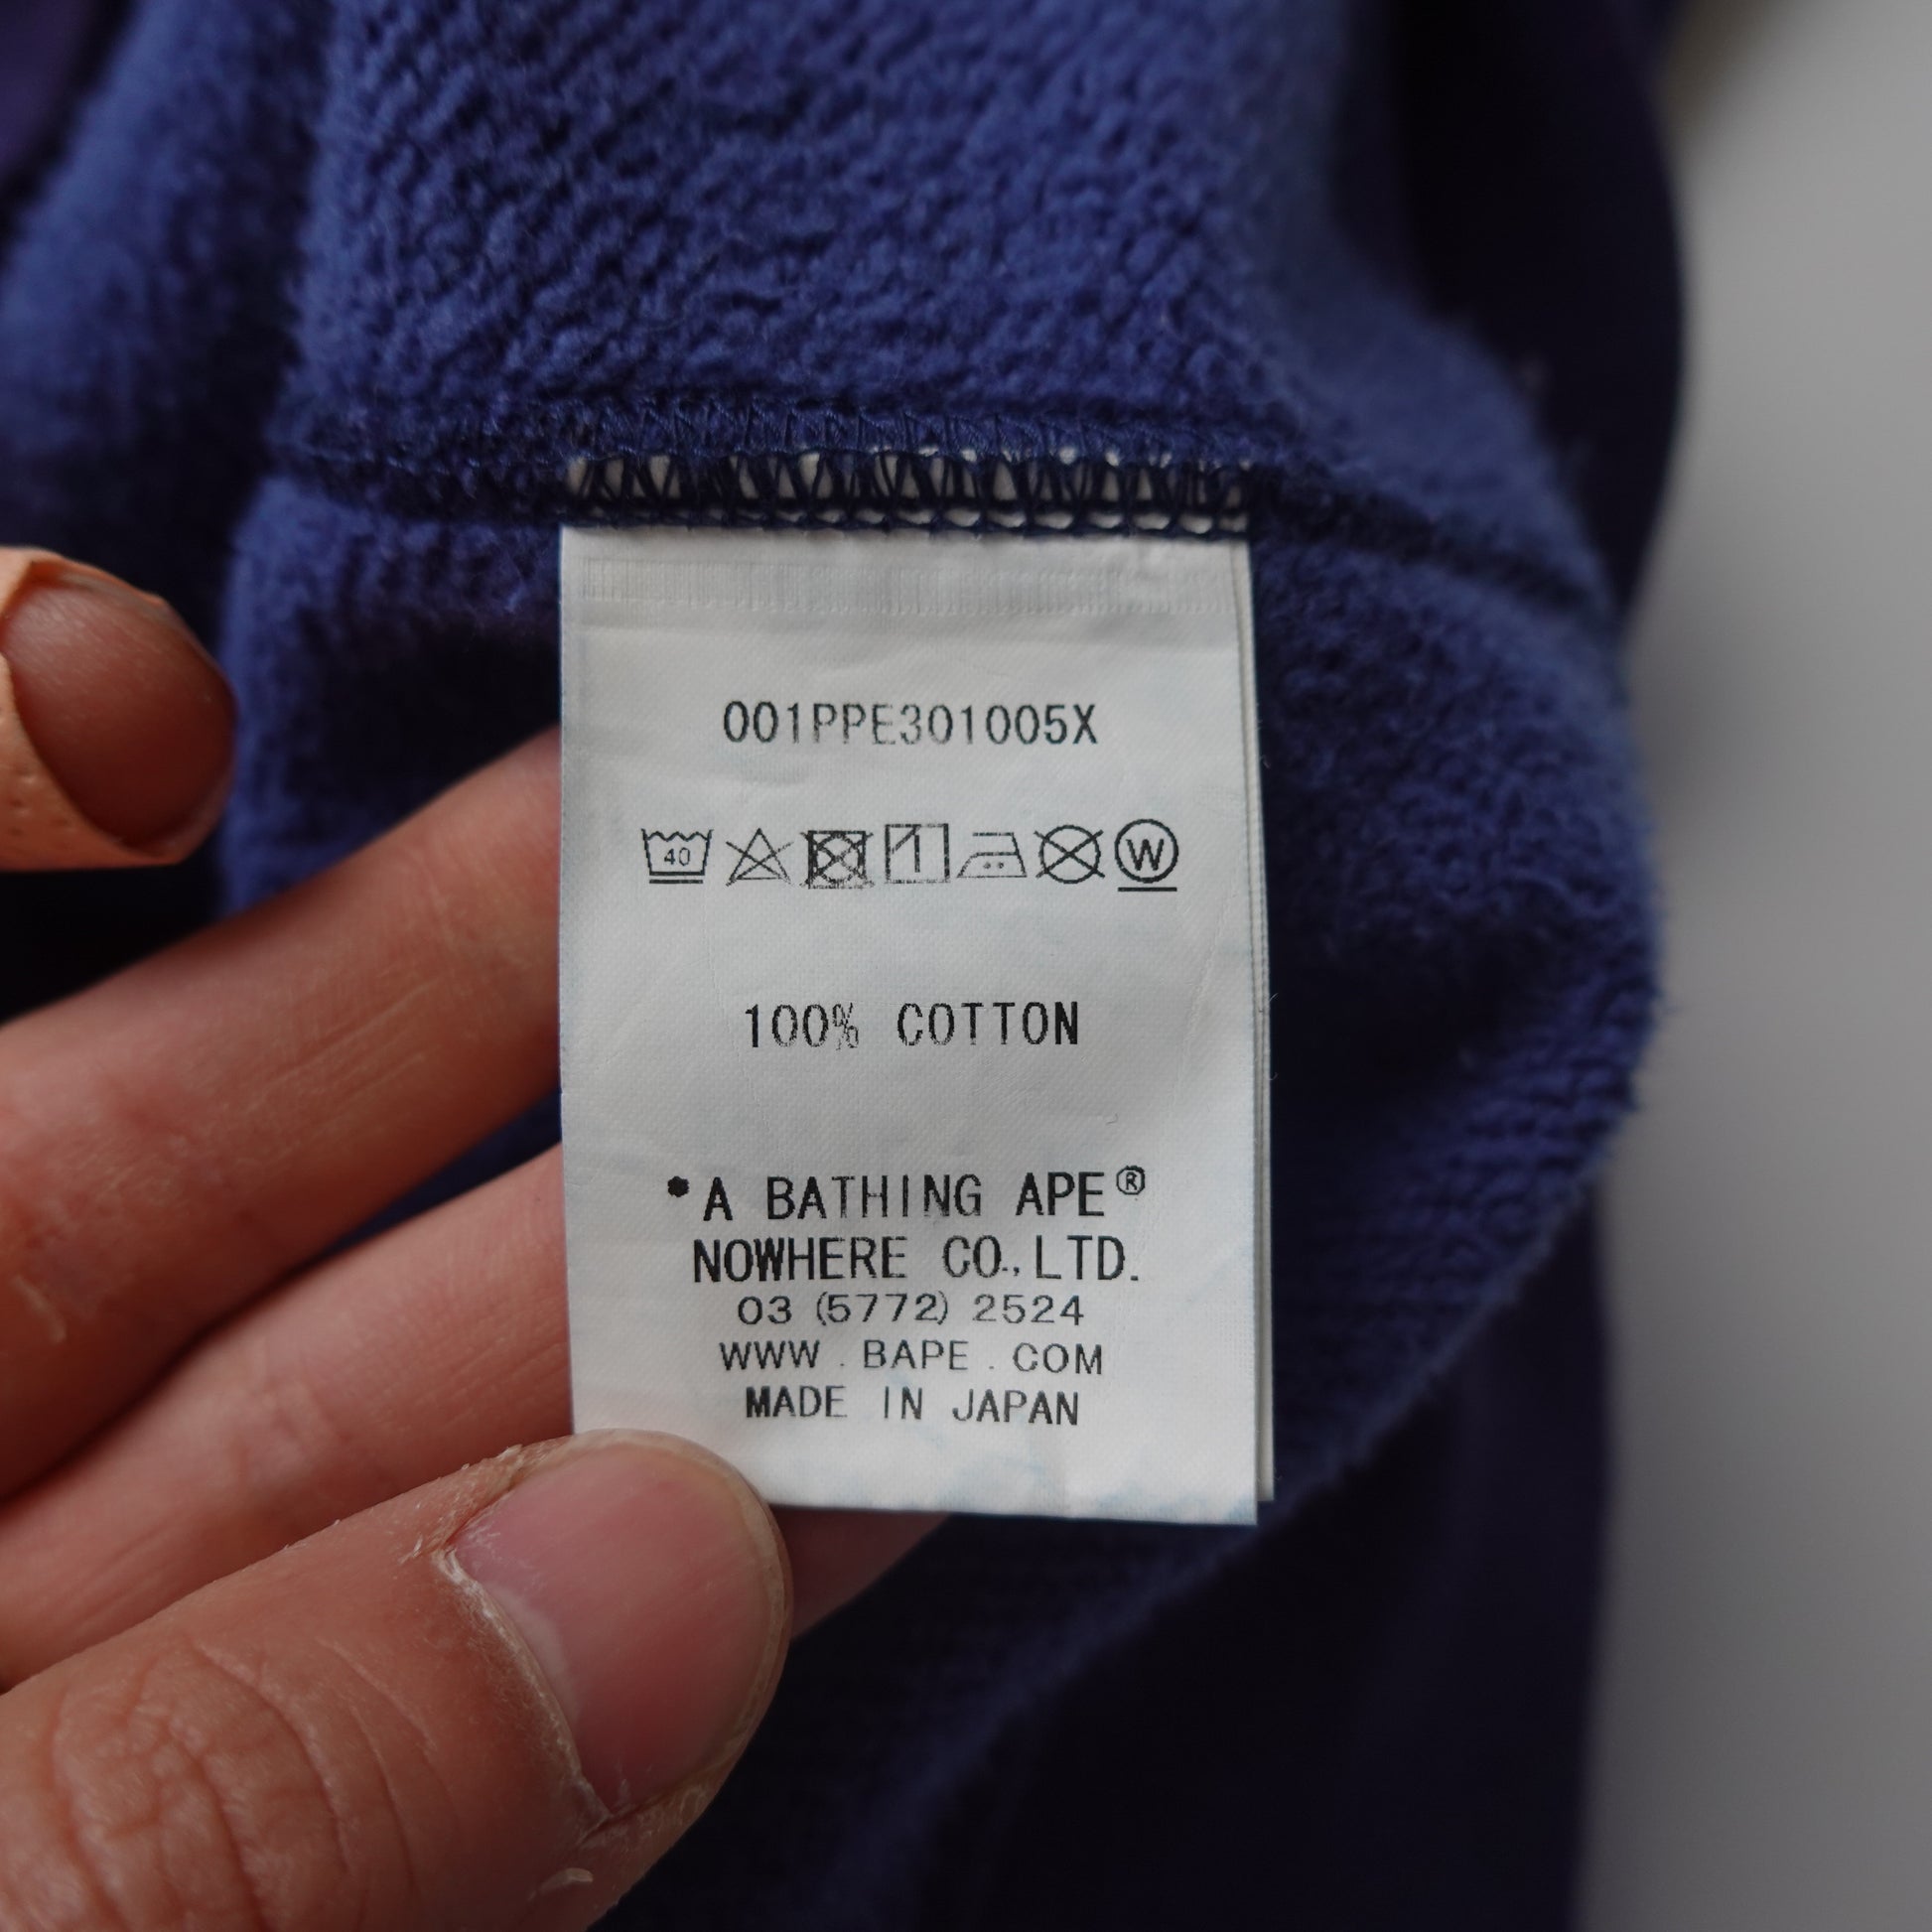 001PPE301005X
40 1 W
100% COTTON
*A BATHING APE®
NOWHERE CO.,LTD.
03 (5772) 2524
WWW . BAPE . COM
MADE IN JAPAN